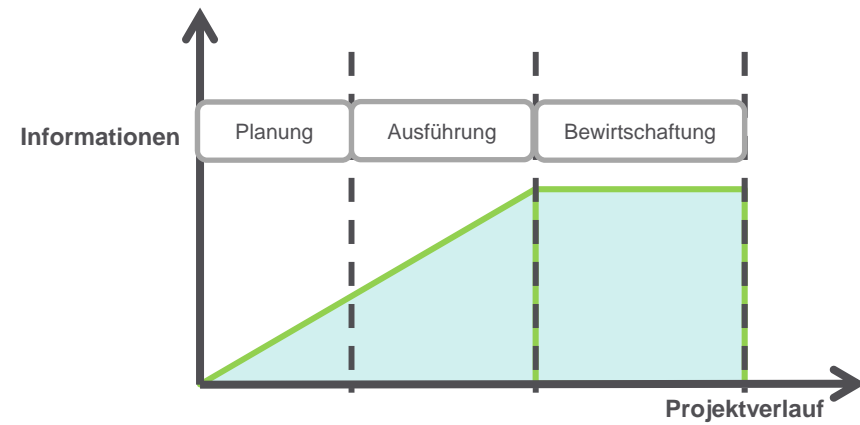 Informationen
Planung
Ausführung
Bewirtschaftung
Projektverlauf